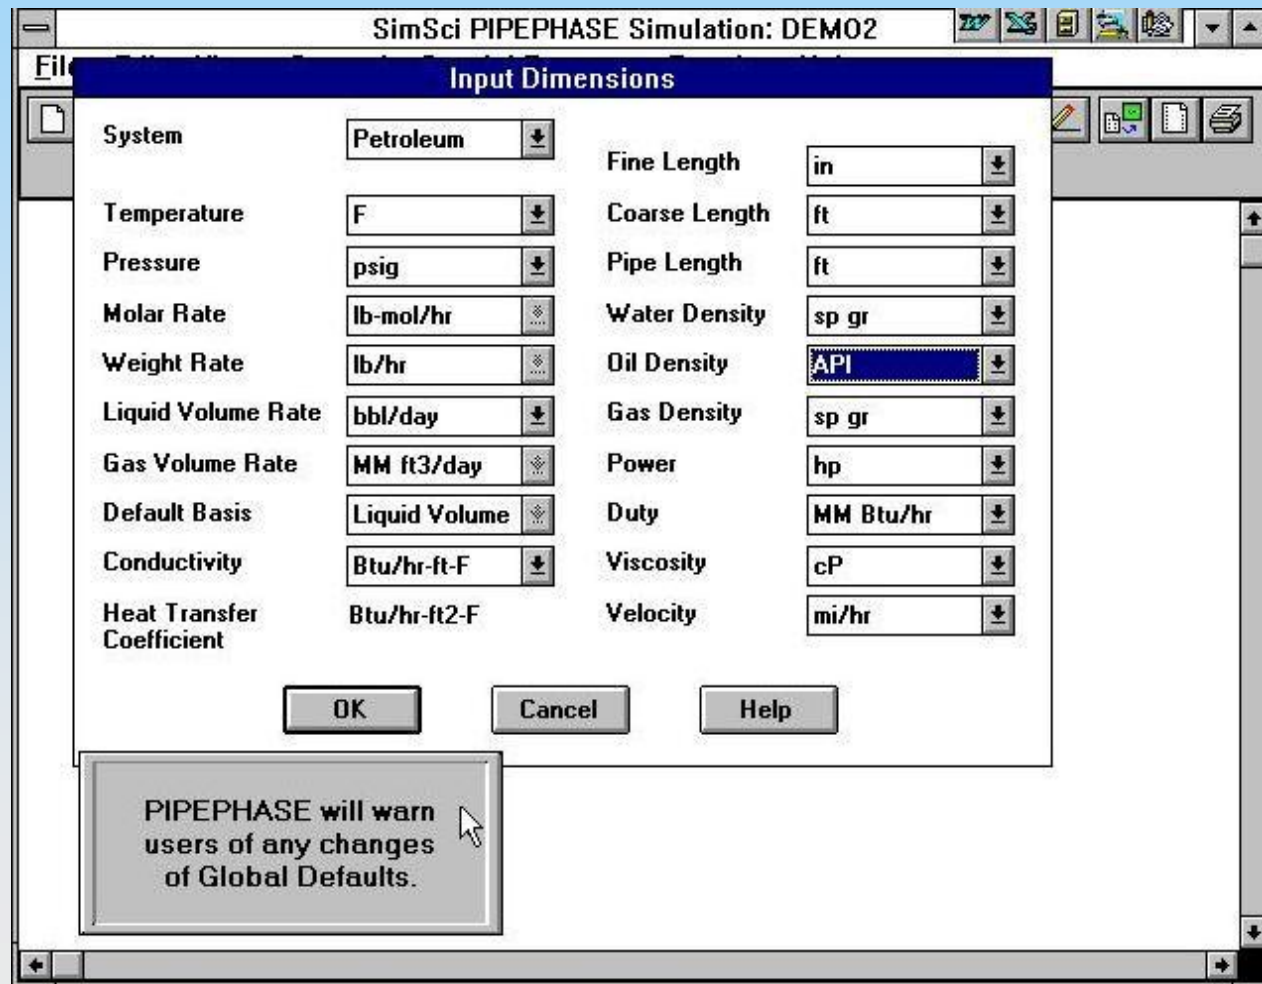 SimSci PIPEPHASE Simulation: DEMO2
Input Dimensions
System Petroleum
Temperature F
Pressure psig
Molar Rate lb-mol/hr
Weight Rate lb/hr
Liquid Volume Rate bbl/day
Gas Volume Rate MM ft3/day
Default Basis Liquid Volume
Conductivity Btu/hr-ft-F
Heat Transfer Btu/hr-ft2-F
Coefficient
Fine Length in
Coarse Length ft
Pipe Length ft
Water Density sp gr
Oil Density API
Gas Density sp gr
Power hp
Duty MM Btu/hr
Viscosity cP
Velocity mi/hr
OK Cancel Help
PIPEPHASE will warn
users of any changes
of Global Defaults.